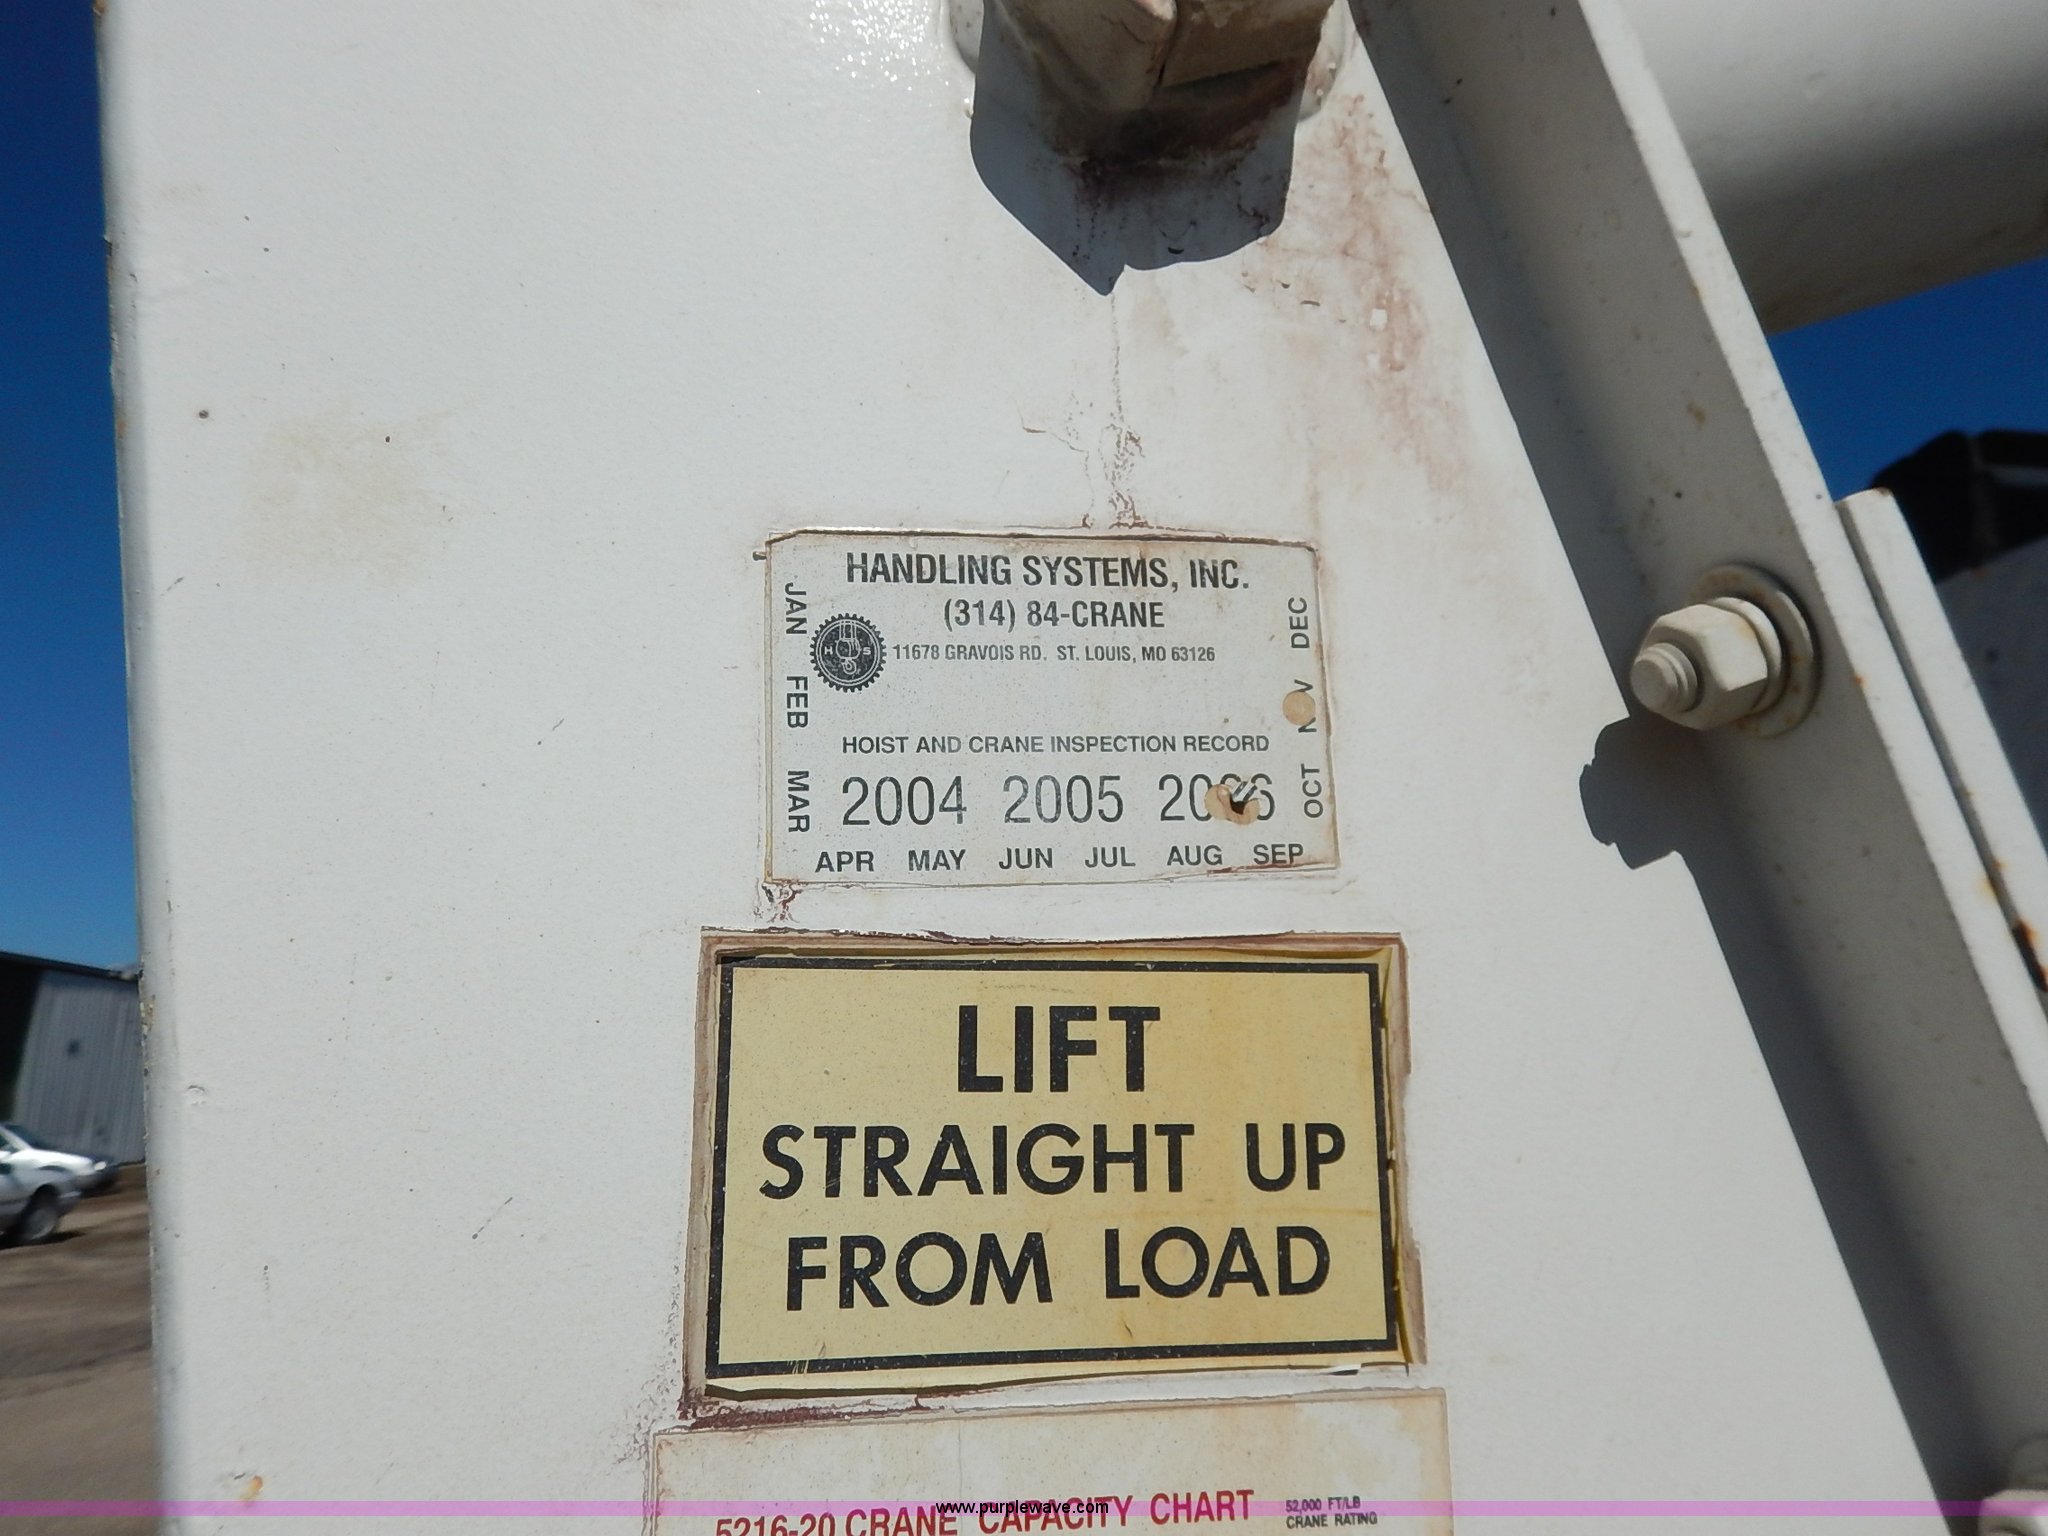 HANDLING SYSTEMS, INC.
(314) 84-CRANE
11678 GRAVOIS RD. ST. LOUIS, MO 63126
H S
HOIST AND CRANE INSPECTION RECORD
2004 2005 2006
JAN FEB MAR
APR MAY JUN JUL AUG SEP
OCT NOV DEC
LIFT
STRAIGHT UP
FROM LOAD
5216-20 CRANE CAPACITY CHART
52,000 FT/LB
CRANE RATING
www.purplewave.com